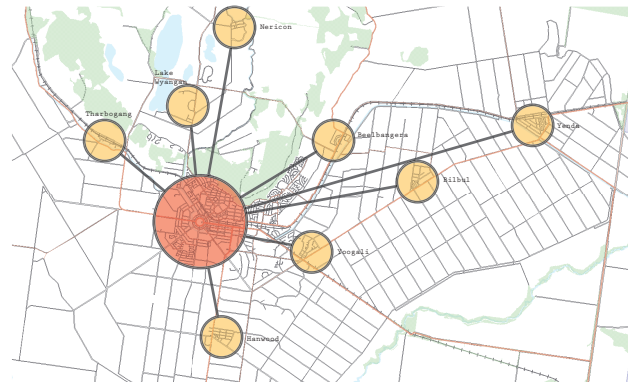 Nericon
Lake
Wyangan
Tharbogang
Beelbangera
Yenda
Bilbul
Yoogali
Hanwood